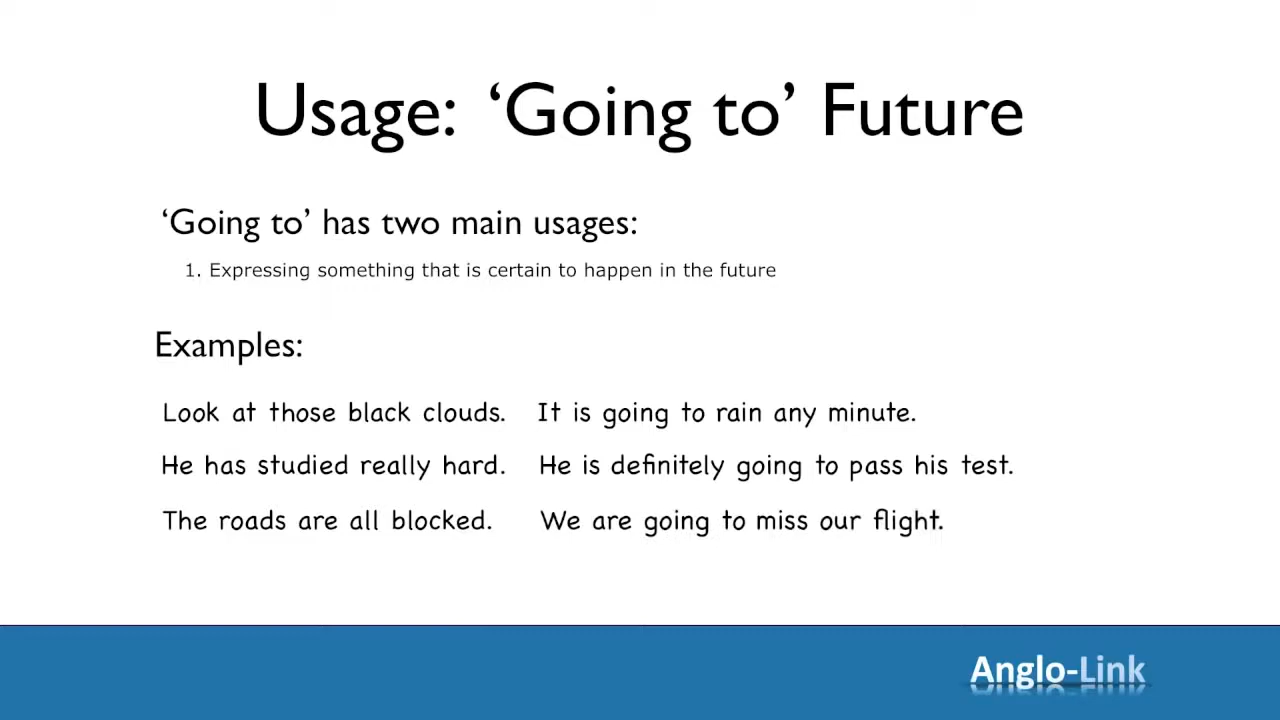 Usage: ‘Going to’ Future
‘Going to’ has two main usages:
1. Expressing something that is certain to happen in the future
Examples:
Look at those black clouds. It is going to rain any minute.
He has studied really hard. He is definitely going to pass his test.
The roads are all blocked. We are going to miss our flight.
Anglo-Link